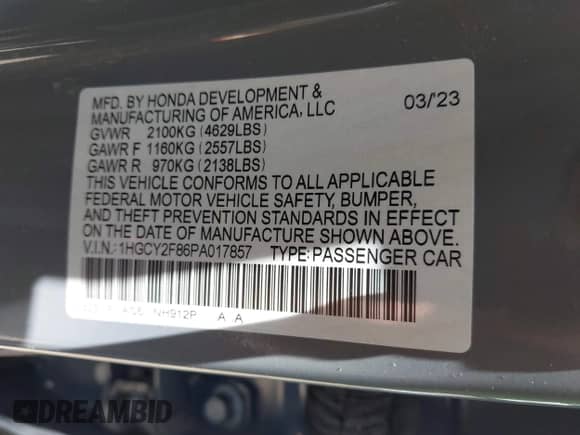 MFD. BY HONDA DEVELOPMENT & 03/23
MANUFACTURING OF AMERICA, LLC
GVWR 2100KG (4629LBS)
GAWR F 1160KG (2557LBS)
GAWR R 970KG (2138LBS)
THIS VEHICLE CONFORMS TO ALL APPLICABLE
FEDERAL MOTOR VEHICLE SAFETY, BUMPER,
AND THEFT PREVENTION STANDARDS IN EFFECT
ON THE DATE OF MANUFACTURE SHOWN ABOVE.
V.I.N.:1HGCY2F86PA017857 TYPE:PASSENGER CAR
NH912P A A
DREAMBID